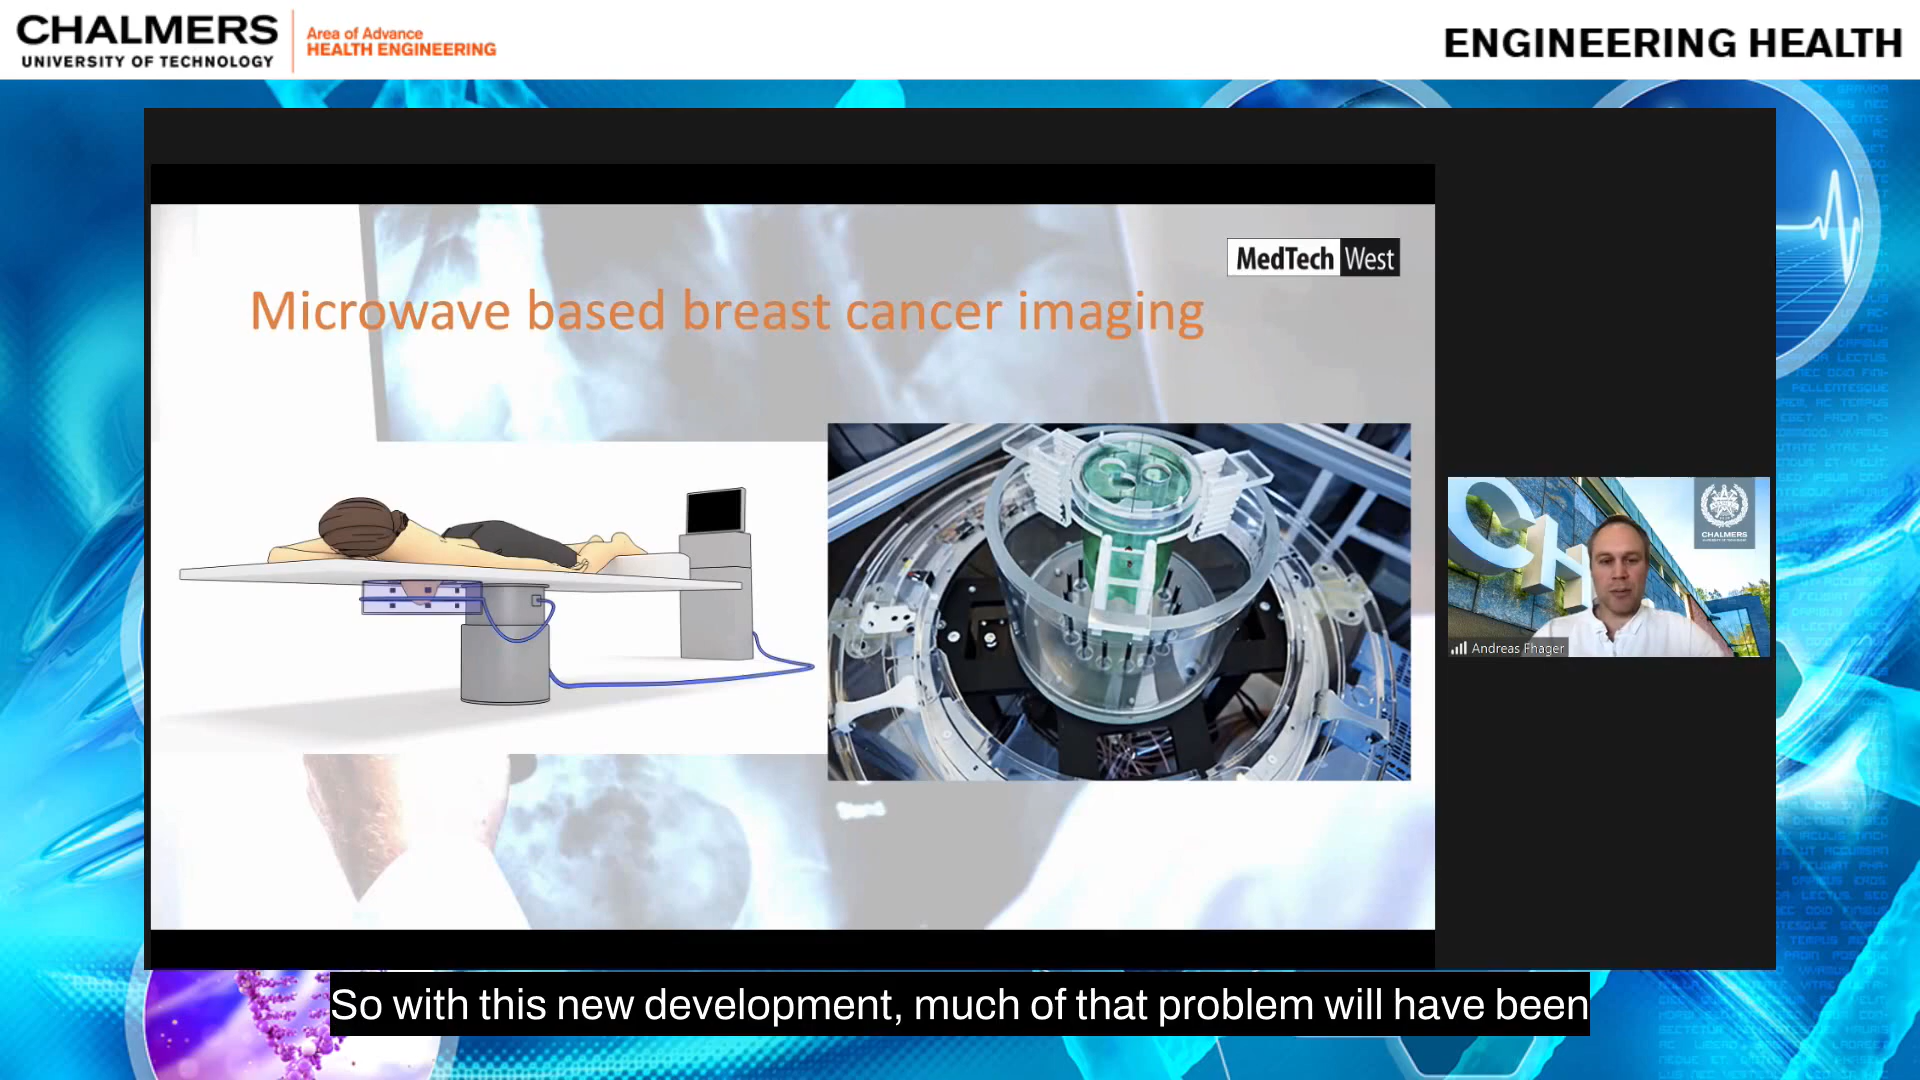 CHALMERS
UNIVERSITY OF TECHNOLOGY
Area of Advance
HEALTH ENGINEERING
ENGINEERING HEALTH
MedTech West
Microwave based breast cancer imaging
CH
CHALMERS
Andreas Fhager
So with this new development, much of that problem will have been